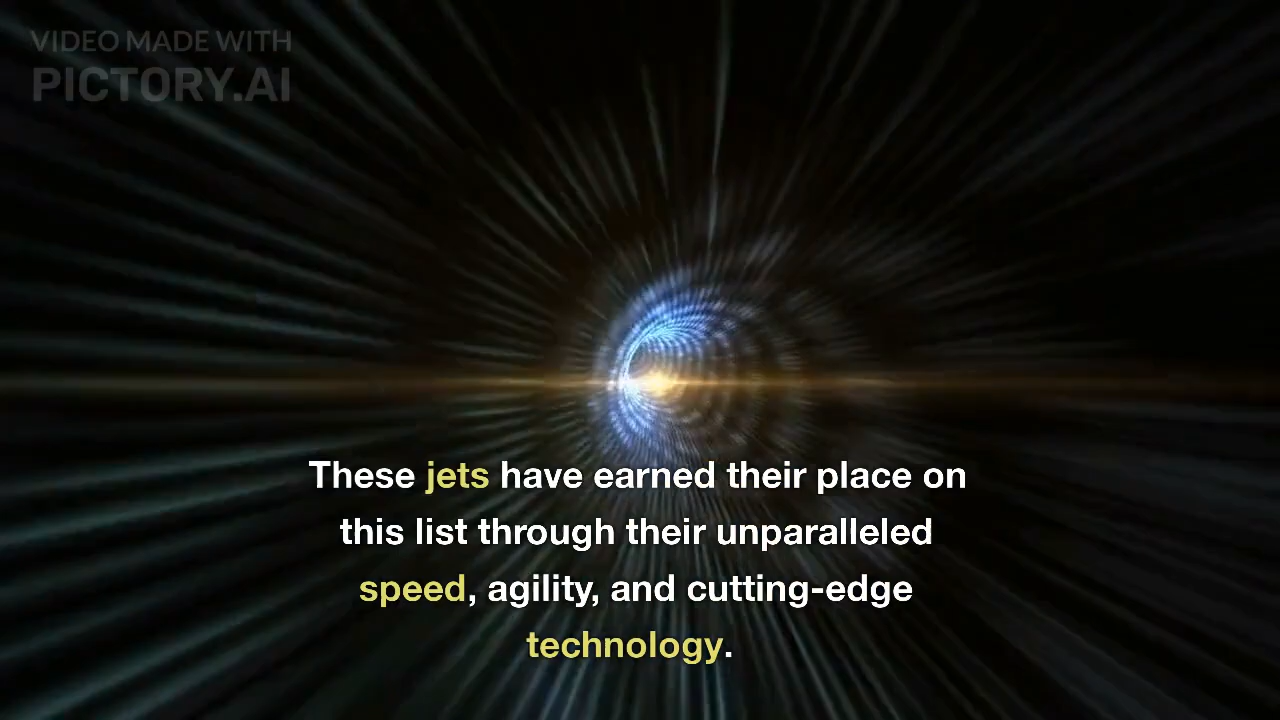 VIDEO MADE WITH
PICTORY.AI
These jets have earned their place on
this list through their unparalleled
speed, agility, and cutting-edge
technology.